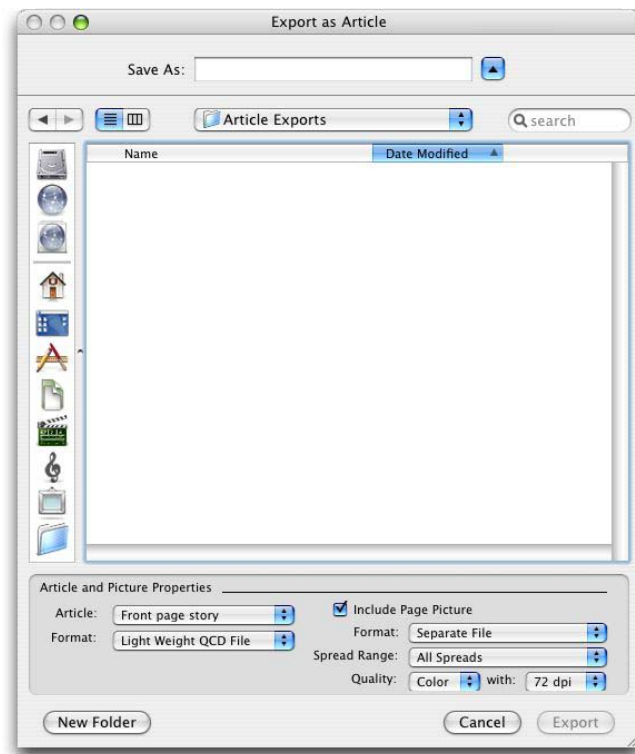 Export as Article
Save As:
Article Exports
search
Name Date Modified
Article and Picture Properties
Article: Front page story
Format: Light Weight QCD File
Include Page Picture
Format: Separate File
Spread Range: All Spreads
Quality: Color with: 72 dpi
New Folder Cancel Export